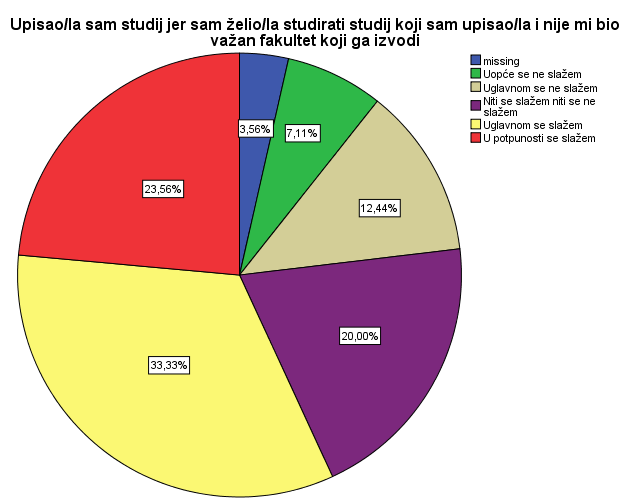 Upisao/la sam studij jer sam želio/la studirati studij koji sam upisao/la i nije mi bio
važan fakultet koji ga izvodi
missing
Uopće se ne slažem
Uglavnom se ne slažem
Niti se slažem niti se ne
slažem
Uglavnom se slažem
U potpunosti se slažem
3,56%
7,11%
12,44%
20,00%
33,33%
23,56%